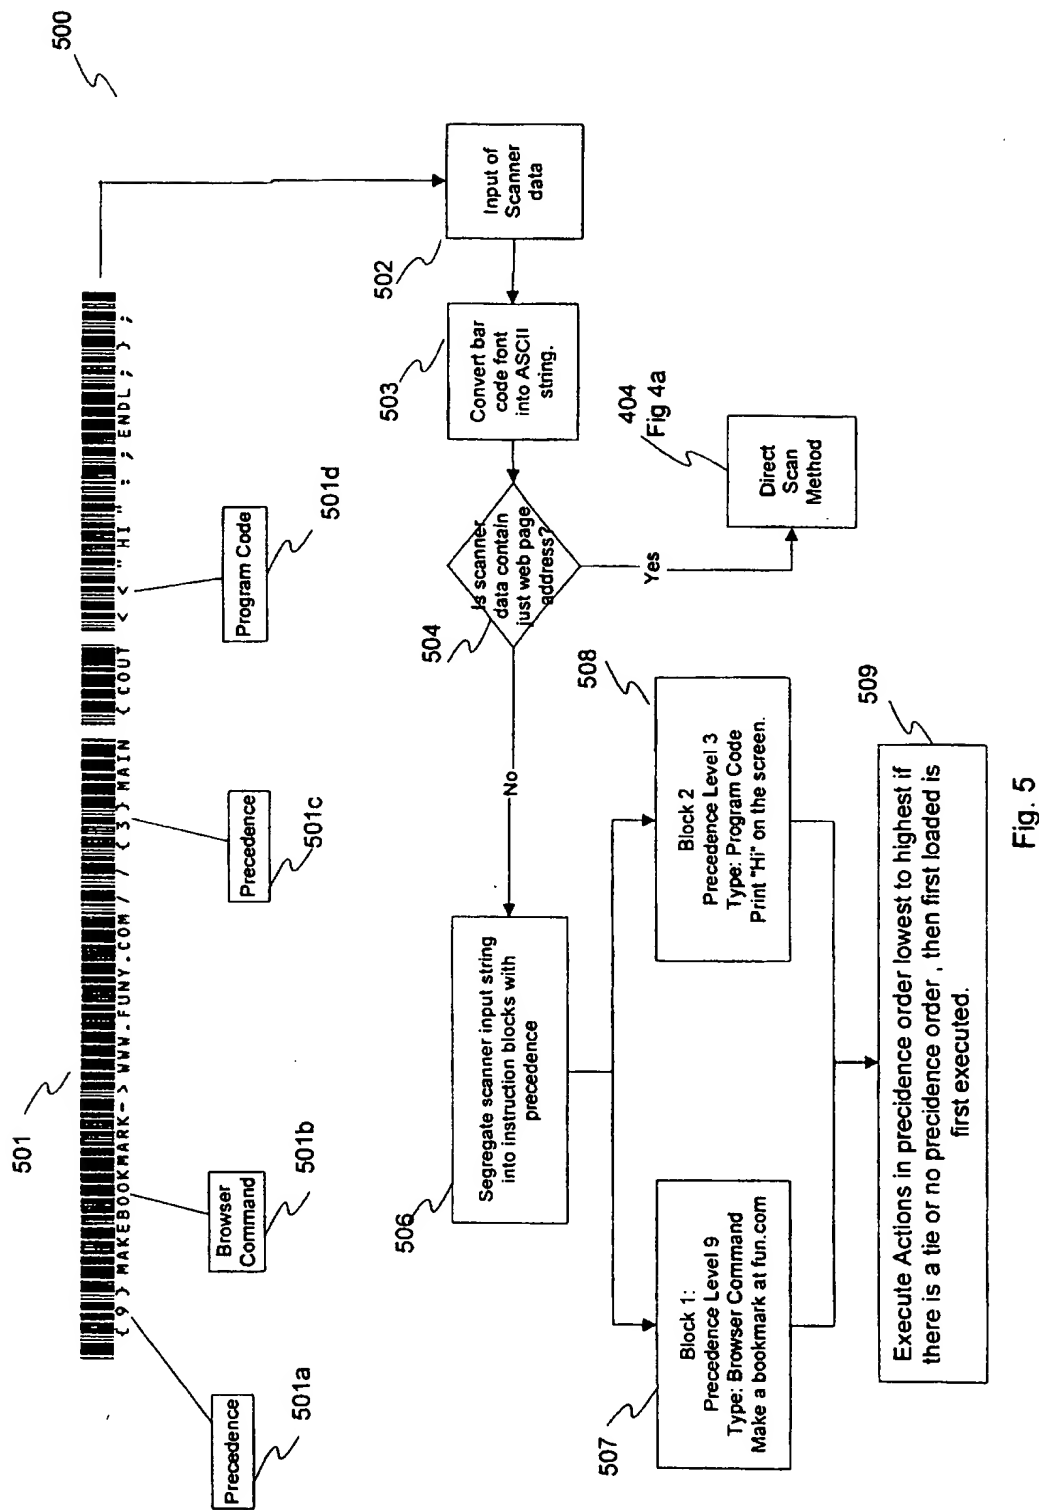 500
501
{9}MAKEBOOKMARK->WWW.FUNY.COM//{3}MAIN {COUT <<"HI":;ENDL;};
Precedence
501a
Browser
Command
501b
Precedence
501c
Program Code
501d
502
Input of
Scanner
data
503
Convert bar
code font
into ASCII
string.
504
Is scanner
data contain
just web page
address?
Yes
404
Fig 4a
Direct
Scan
Method
No
506
Segregate scanner input string
into instruction blocks with
precedence
507
Block 1:
Precedence Level 9
Type: Browser Command
Make a bookmark at fun.com
508
Block 2
Precedence Level 3
Type: Program Code
Print "Hi" on the screen.
509
Execute Actions in precidence order lowest to highest if
there is a tie or no precidence order , then first loaded is
first executed.
Fig. 5